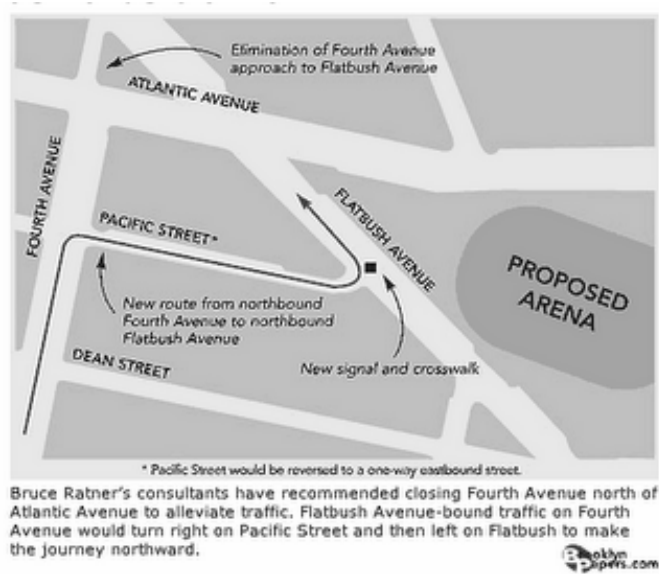 Elimination of Fourth Avenue
approach to Flatbush Avenue
ATLANTIC AVENUE
FOURTH AVENUE
FLATBUSH AVENUE
PACIFIC STREET*
PROPOSED
ARENA
New route from northbound
Fourth Avenue to northbound
Flatbush Avenue
New signal and crosswalk
DEAN STREET
* Pacific Street would be reversed to a one-way eastbound street.
Bruce Ratner's consultants have recommended closing Fourth Avenue north of
Atlantic Avenue to alleviate traffic. Flatbush Avenue-bound traffic on Fourth
Avenue would turn right on Pacific Street and then left on Flatbush to make
the journey northward.
Brooklyn
Papers.com